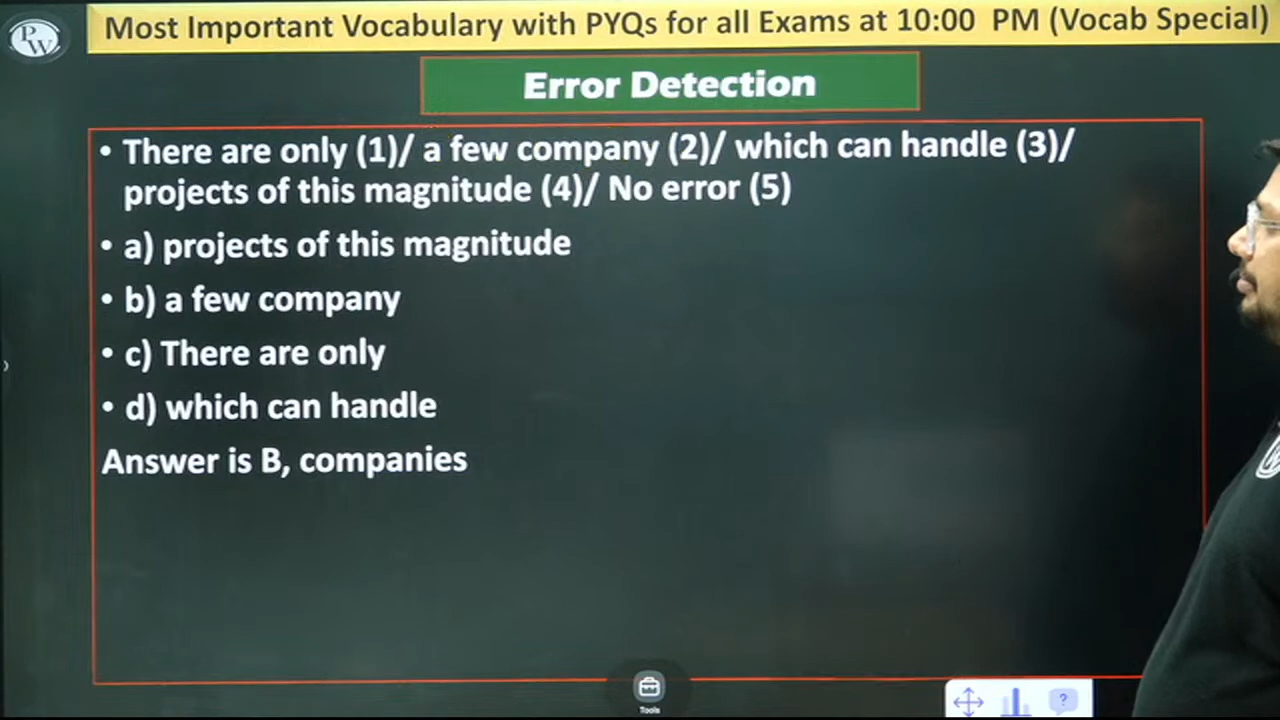 PW
Most Important Vocabulary with PYQs for all Exams at 10:00 PM (Vocab Special)
Error Detection
• There are only (1)/ a few company (2)/ which can handle (3)/
projects of this magnitude (4)/ No error (5)
• a) projects of this magnitude
• b) a few company
• c) There are only
• d) which can handle
Answer is B, companies
Tools
?